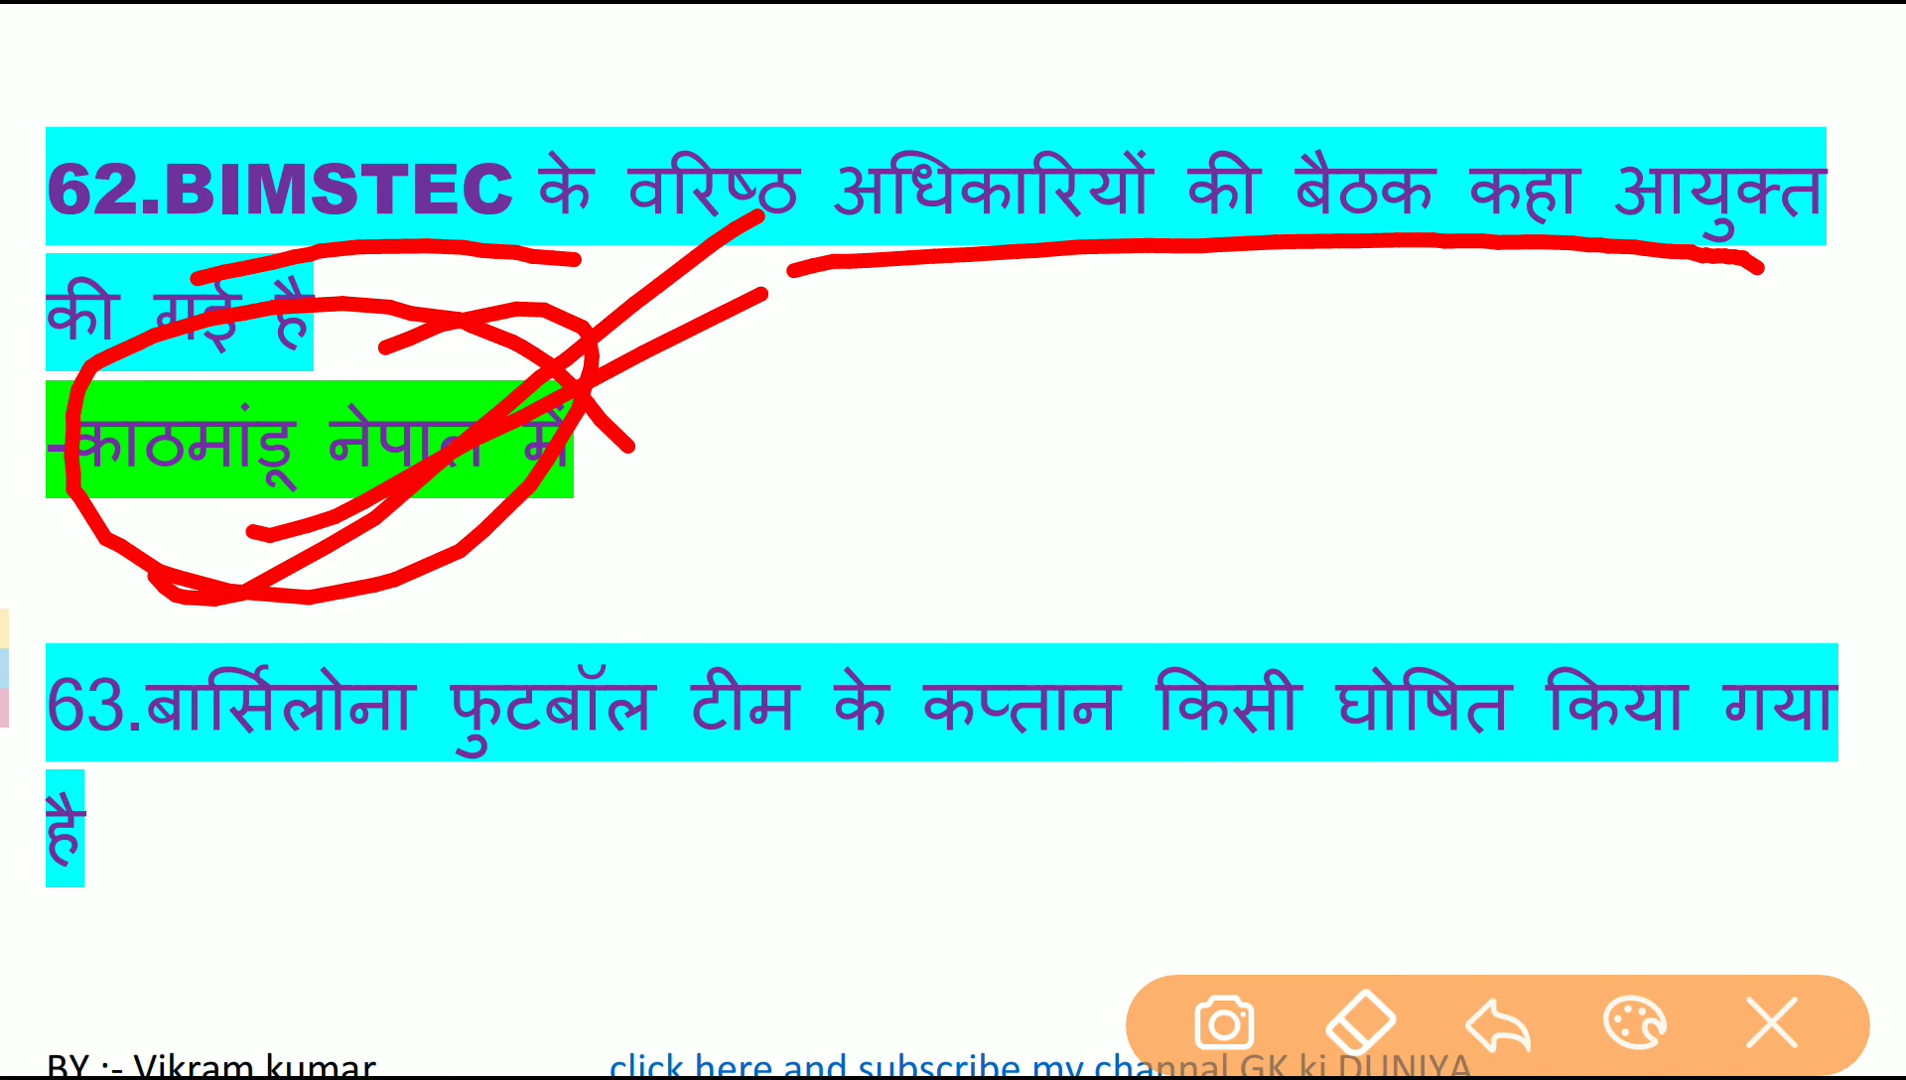 62.BIMSTEC के वरिष्ठ अधिकारियों की बैठक कहा आयुक्त
की गई है
-काठमांडू नेपाल में
63.बार्सिलोना फुटबॉल टीम के कप्तान किसी घोषित किया गया
है
BY :- Vikram kumar click here and subscribe my channal GK ki DUNIYA